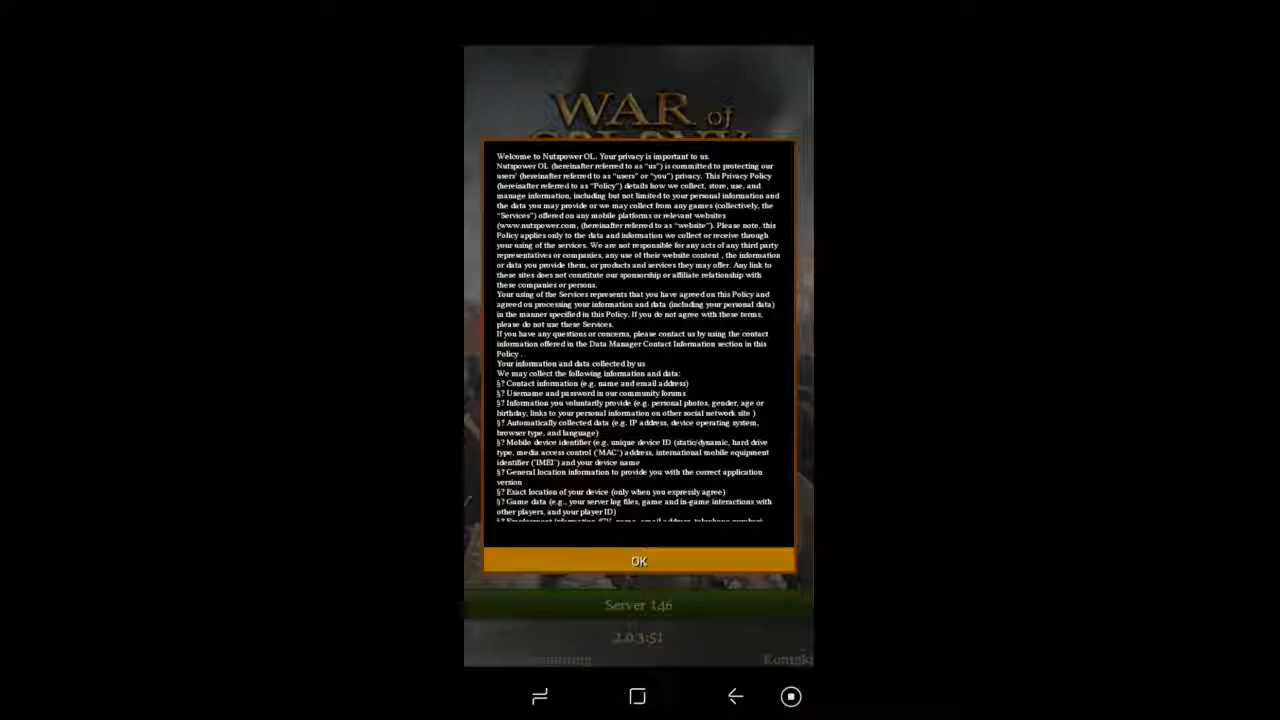 WAR of
COLONY
Welcome to Nutspower OL. Your privacy is important to us.
Nutspower OL (hereinafter referred to as “us”) is committed to protecting our
users' (hereinafter referred to as “users” or “you”) privacy. This Privacy Policy
(hereinafter referred to as “Policy”) details how we collect, store, use, and
manage information, including but not limited to your personal information and
the data you may provide or we may collect from any games (collectively, the
“Services”) offered on any mobile platforms or relevant websites
(www.nutspower.com, (hereinafter referred to as “website”). Please note, this
Policy applies only to the data and information we collect or receive through
your using of the services. We are not responsible for any acts of any third party
representatives or companies, any use of their website content , the information
or data you provide them, or products and services they may offer. Any link to
these sites does not constitute our sponsorship or affiliate relationship with
these companies or persons.
Your using of the Services represents that you have agreed on this Policy and
agreed on processing your information and data (including your personal data)
in the manner specified in this Policy. If you do not agree with these terms,
please do not use these Services.
If you have any questions or concerns, please contact us by using the contact
information offered in the Data Manager Contact Information section in this
Policy .
Your information and data collected by us
We may collect the following information and data:
§? Contact information (e.g. name and email address)
§? Username and password in our community forums
§? Information you voluntarily provide (e.g. personal photos, gender, age or
birthday, links to your personal information on other social network site )
§? Automatically collected data (e.g. IP address, device operating system,
browser type, and language)
§? Mobile device identifier (e.g. unique device ID (static/dynamic, hard drive
type, media access control ("MAC") address, international mobile equipment
identifier ("IMEI") and your device name
§? General location information to provide you with the correct application
version
§? Exact location of your device (only when you expressly agree)
§? Game data (e.g., your server log files, game and in-game interactions with
other players, and your player ID)
§? Employment information (CV, name, email address, telephone number)
OK
Server 146
2.0.3:51